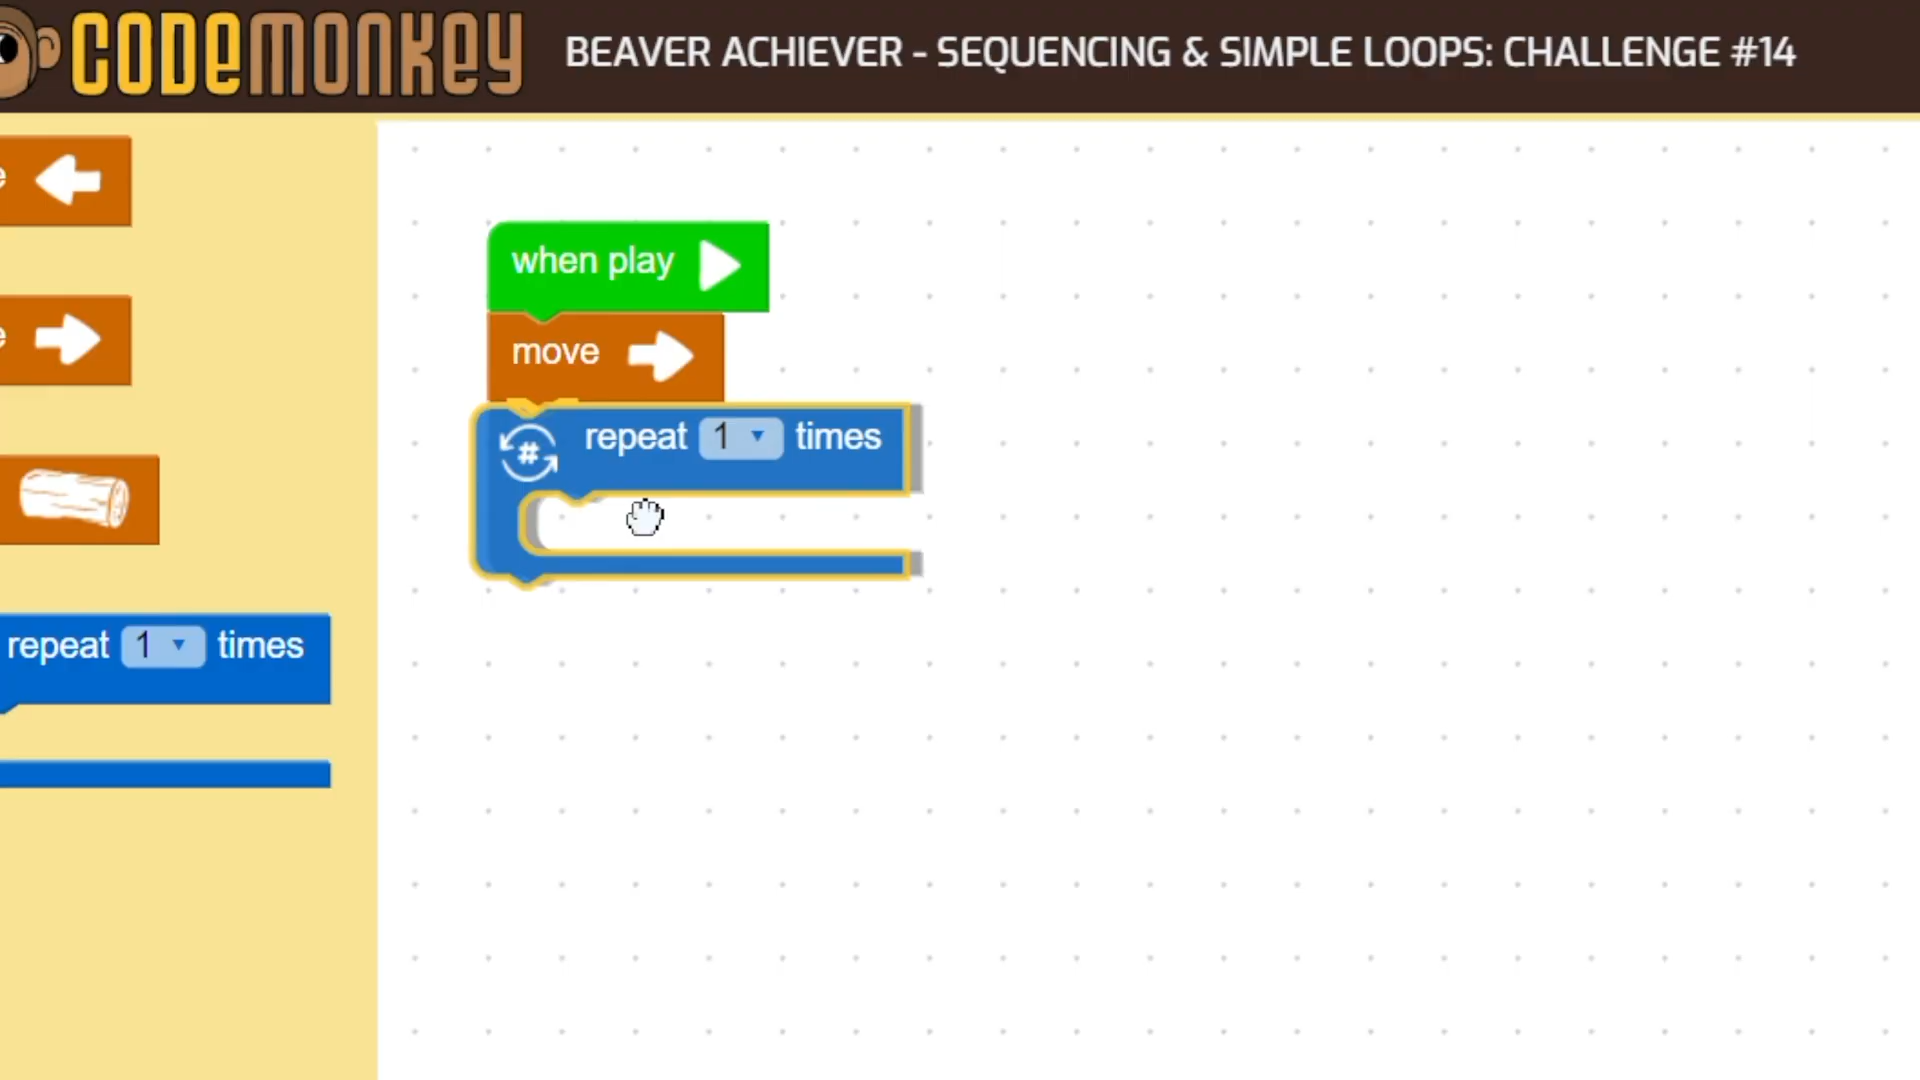 CODEMONKEY
BEAVER ACHIEVER - SEQUENCING & SIMPLE LOOPS: CHALLENGE #14
e
e
repeat 1 times
when play
move
# repeat 1 times